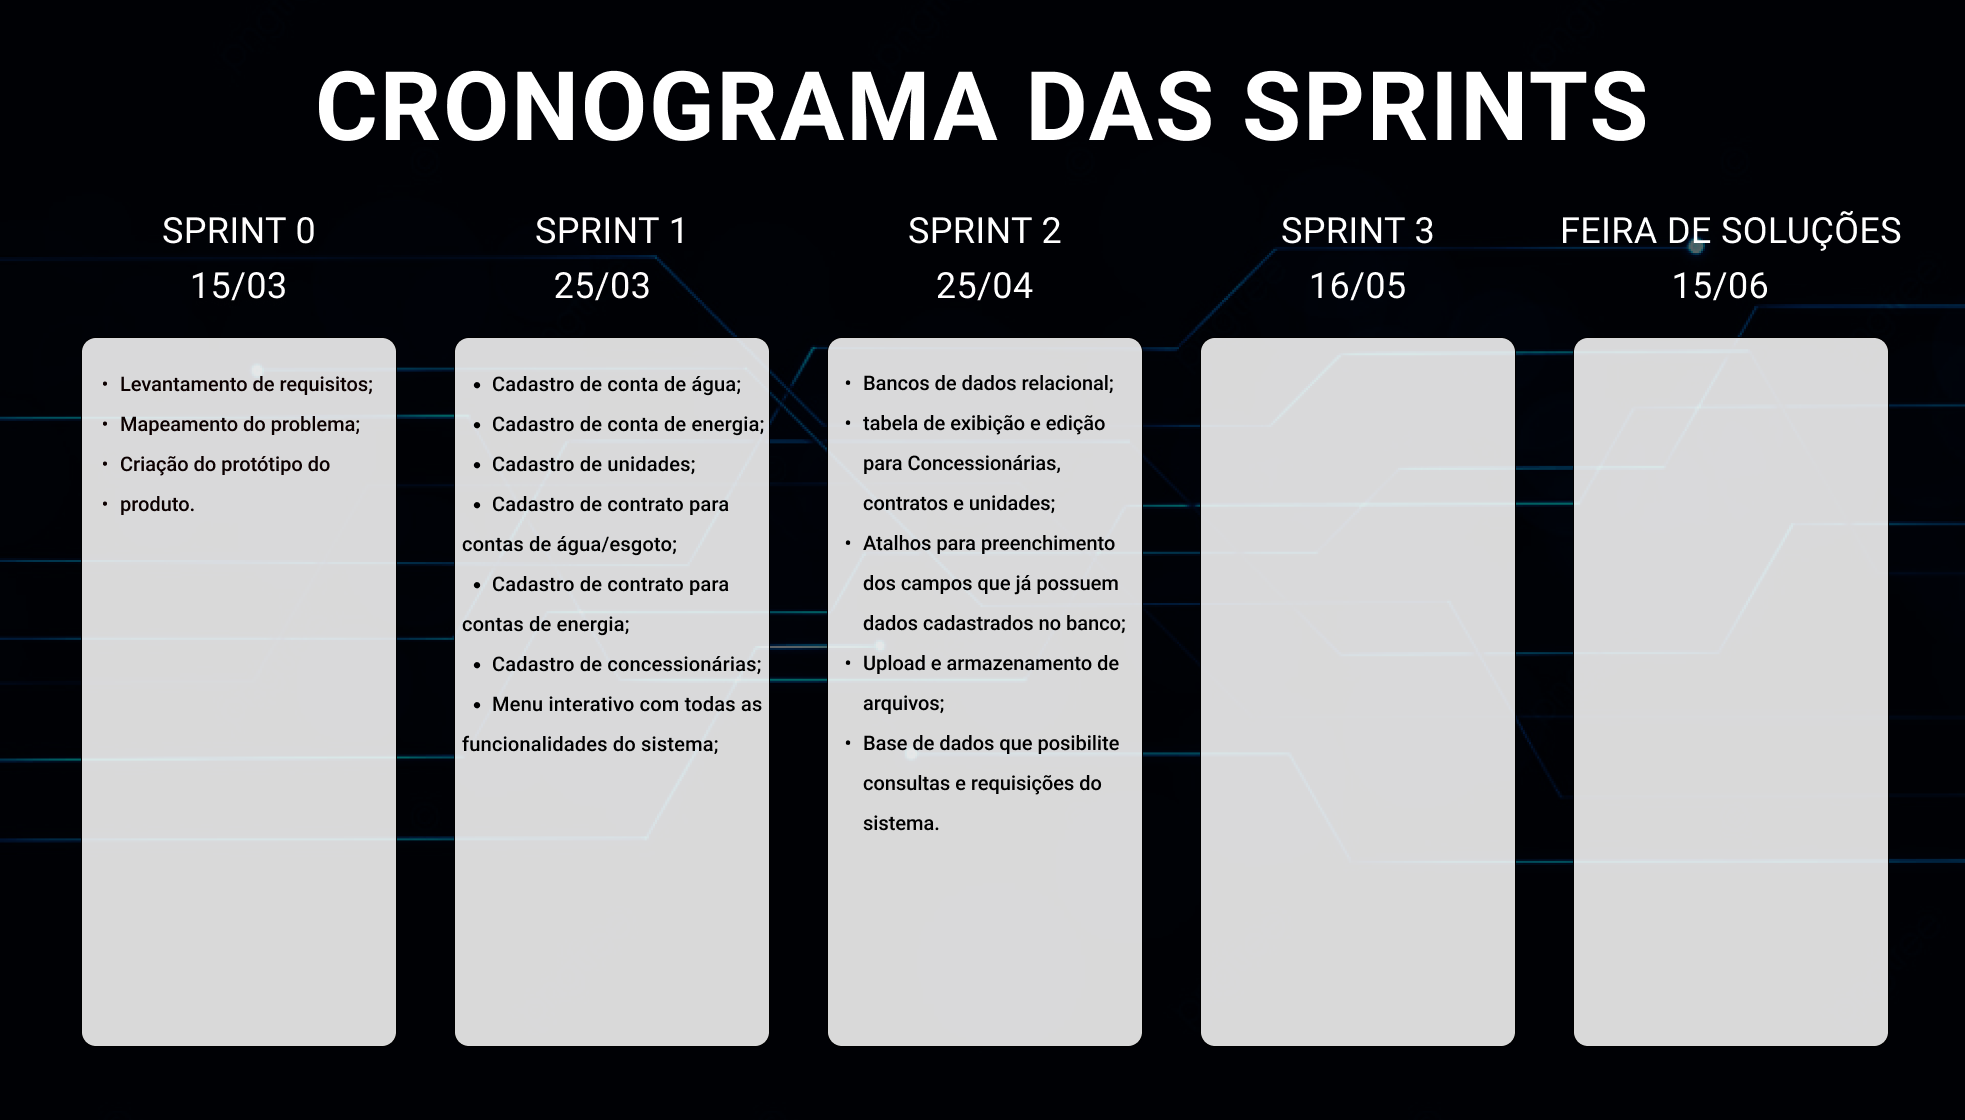 CRONOGRAMA DAS SPRINTS
SPRINT 0
15/03
• Levantamento de requisitos;
• Mapeamento do problema;
• Criação do protótipo do
• produto.
SPRINT 1
25/03
• Cadastro de conta de água;
• Cadastro de conta de energia;
• Cadastro de unidades;
• Cadastro de contrato para
contas de água/esgoto;
• Cadastro de contrato para
contas de energia;
• Cadastro de concessionárias;
• Menu interativo com todas as
funcionalidades do sistema;
SPRINT 2
25/04
• Bancos de dados relacional;
• tabela de exibição e edição
para Concessionárias,
contratos e unidades;
• Atalhos para preenchimento
dos campos que já possuem
dados cadastrados no banco;
• Upload e armazenamento de
arquivos;
• Base de dados que posibilite
consultas e requisições do
sistema.
SPRINT 3
16/05
FEIRA DE SOLUÇÕES
15/06